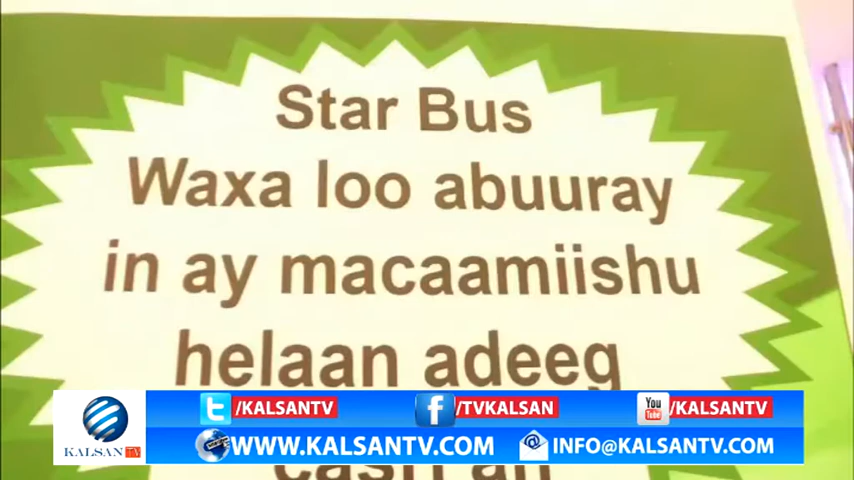 Star Bus
Waxa loo abuuray
in ay macaamiishu
helaan adeeg
/KALSANTV
/TVKALSAN
You Tube
/KALSANTV
KALSAN TV
WWW.KALSANTV.COM
INFO@KALSANTV.COM